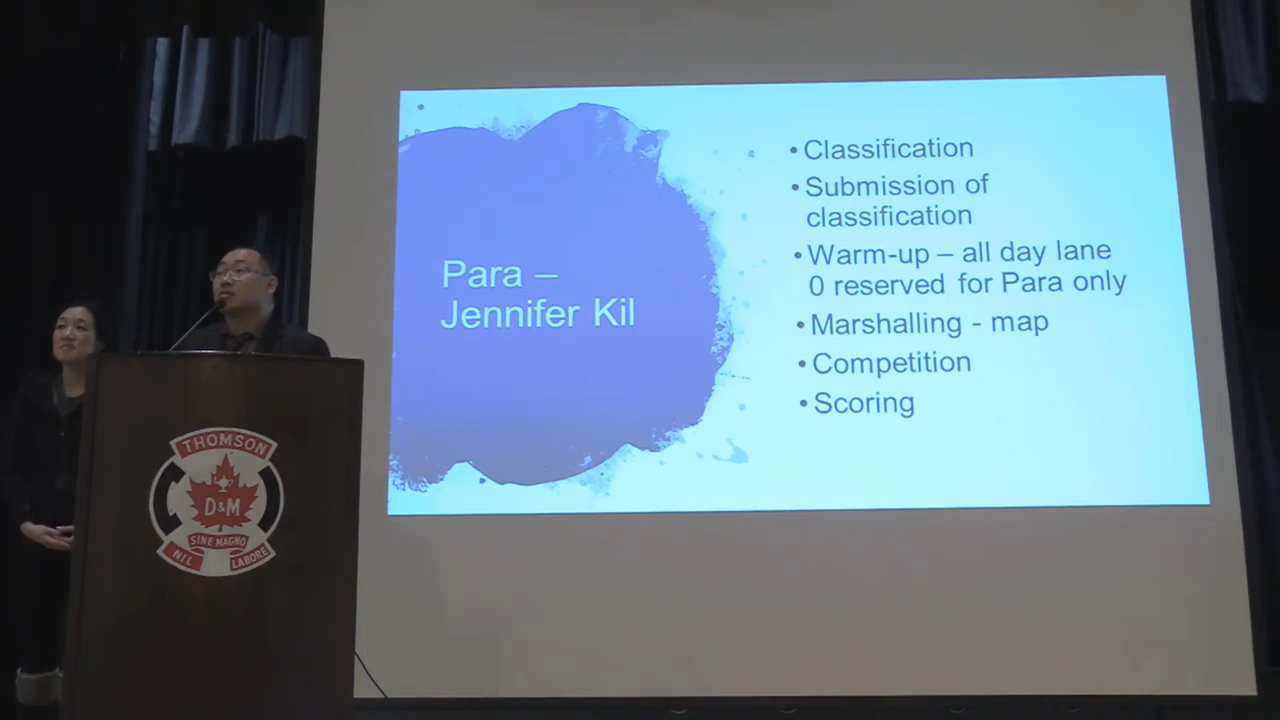 Para –
Jennifer Kil
• Classification
• Submission of
classification
• Warm-up – all day lane
0 reserved for Para only
• Marshalling - map
• Competition
• Scoring
THOMSON
D&M
SINE MAGNO
NIL LABORE